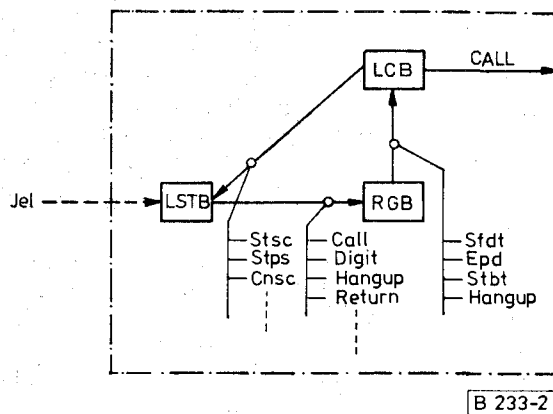 LCB
CALL
Jel
LSTB
RGB
Stsc
Stps
Cnsc
Call
Digit
Hangup
Return
Sfdt
Epd
Stbt
Hangup
B 233-2